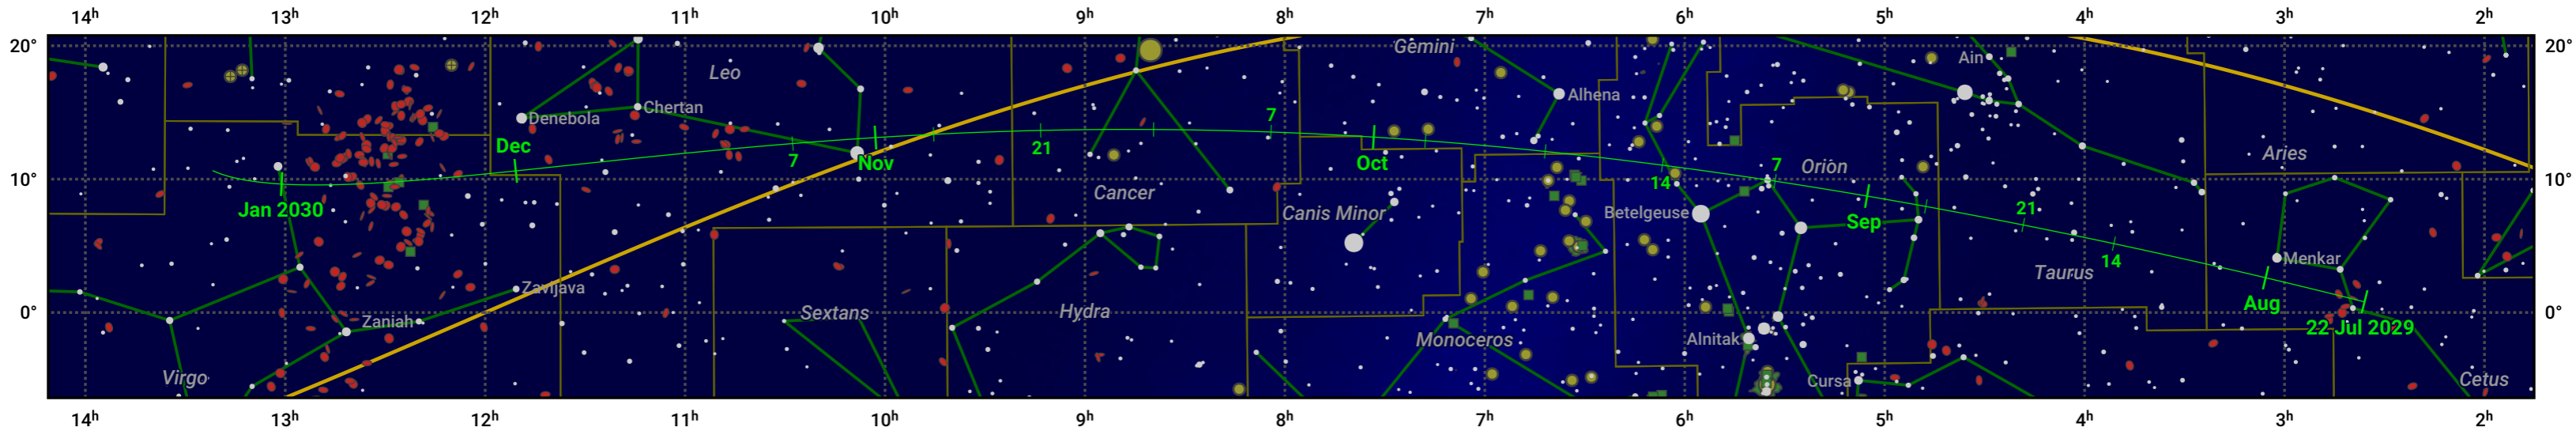 14h 13h 12h 11h 10h 9h 8h 7h 6h 5h 4h 3h 2h
20° Gemini Ain 20°
Leo
Alhena
Chertan
Denebola
7
Dec 21 Orion Aries
7 Nov Oct 7
10° Cancer 14 10°
Jan 2030 Canis Minor Betelgeuse Sep 21
Menkar
Taurus 14
Zavijava Aug
0° Zaniah Sextans Hydra 0°
Monoceros Alnitak 22 Jul 2029
Virgo Cursa Cetus
14h 13h 12h 11h 10h 9h 8h 7h 6h 5h 4h 3h 2h